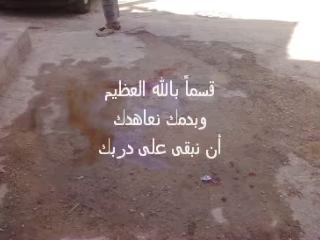 قسماً بالله العظيم
وبدمك نعاهدك
أن نبقى على دربك